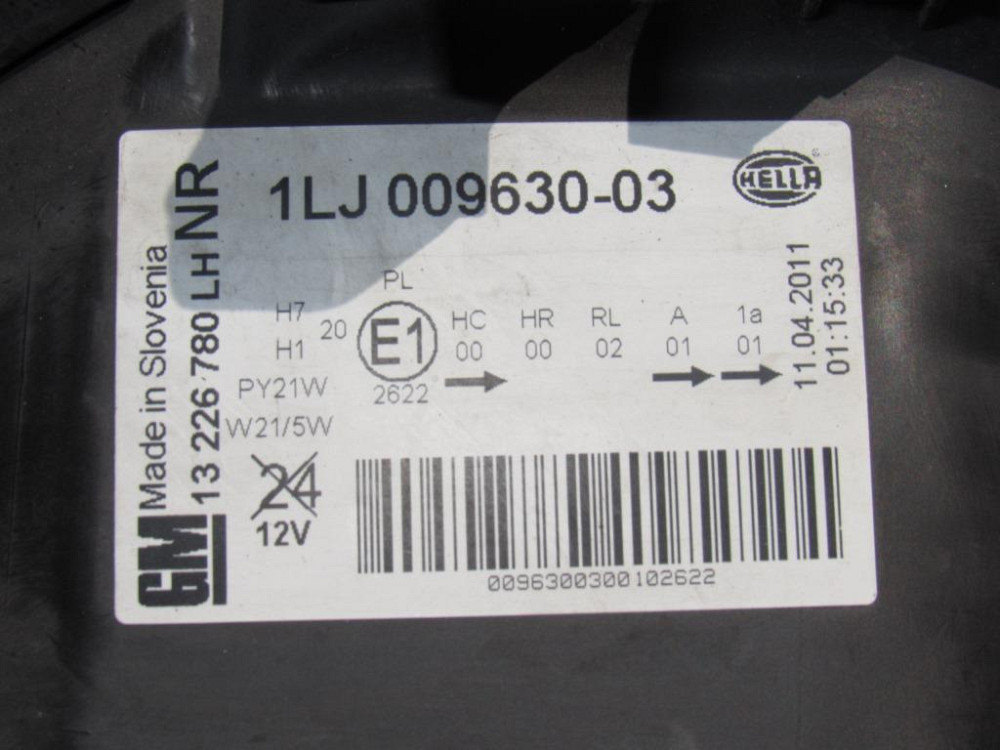 1LJ 009630-03
HELLA
GM
Made in Slovenia
13 226 780 LH NR
H7
H1
20
PL
E1
2622
HC HR RL A 1a
00 00 02 01 01
PY21W
W21/5W
24
12V
11.04.2011
01:15:33
0096300300102622